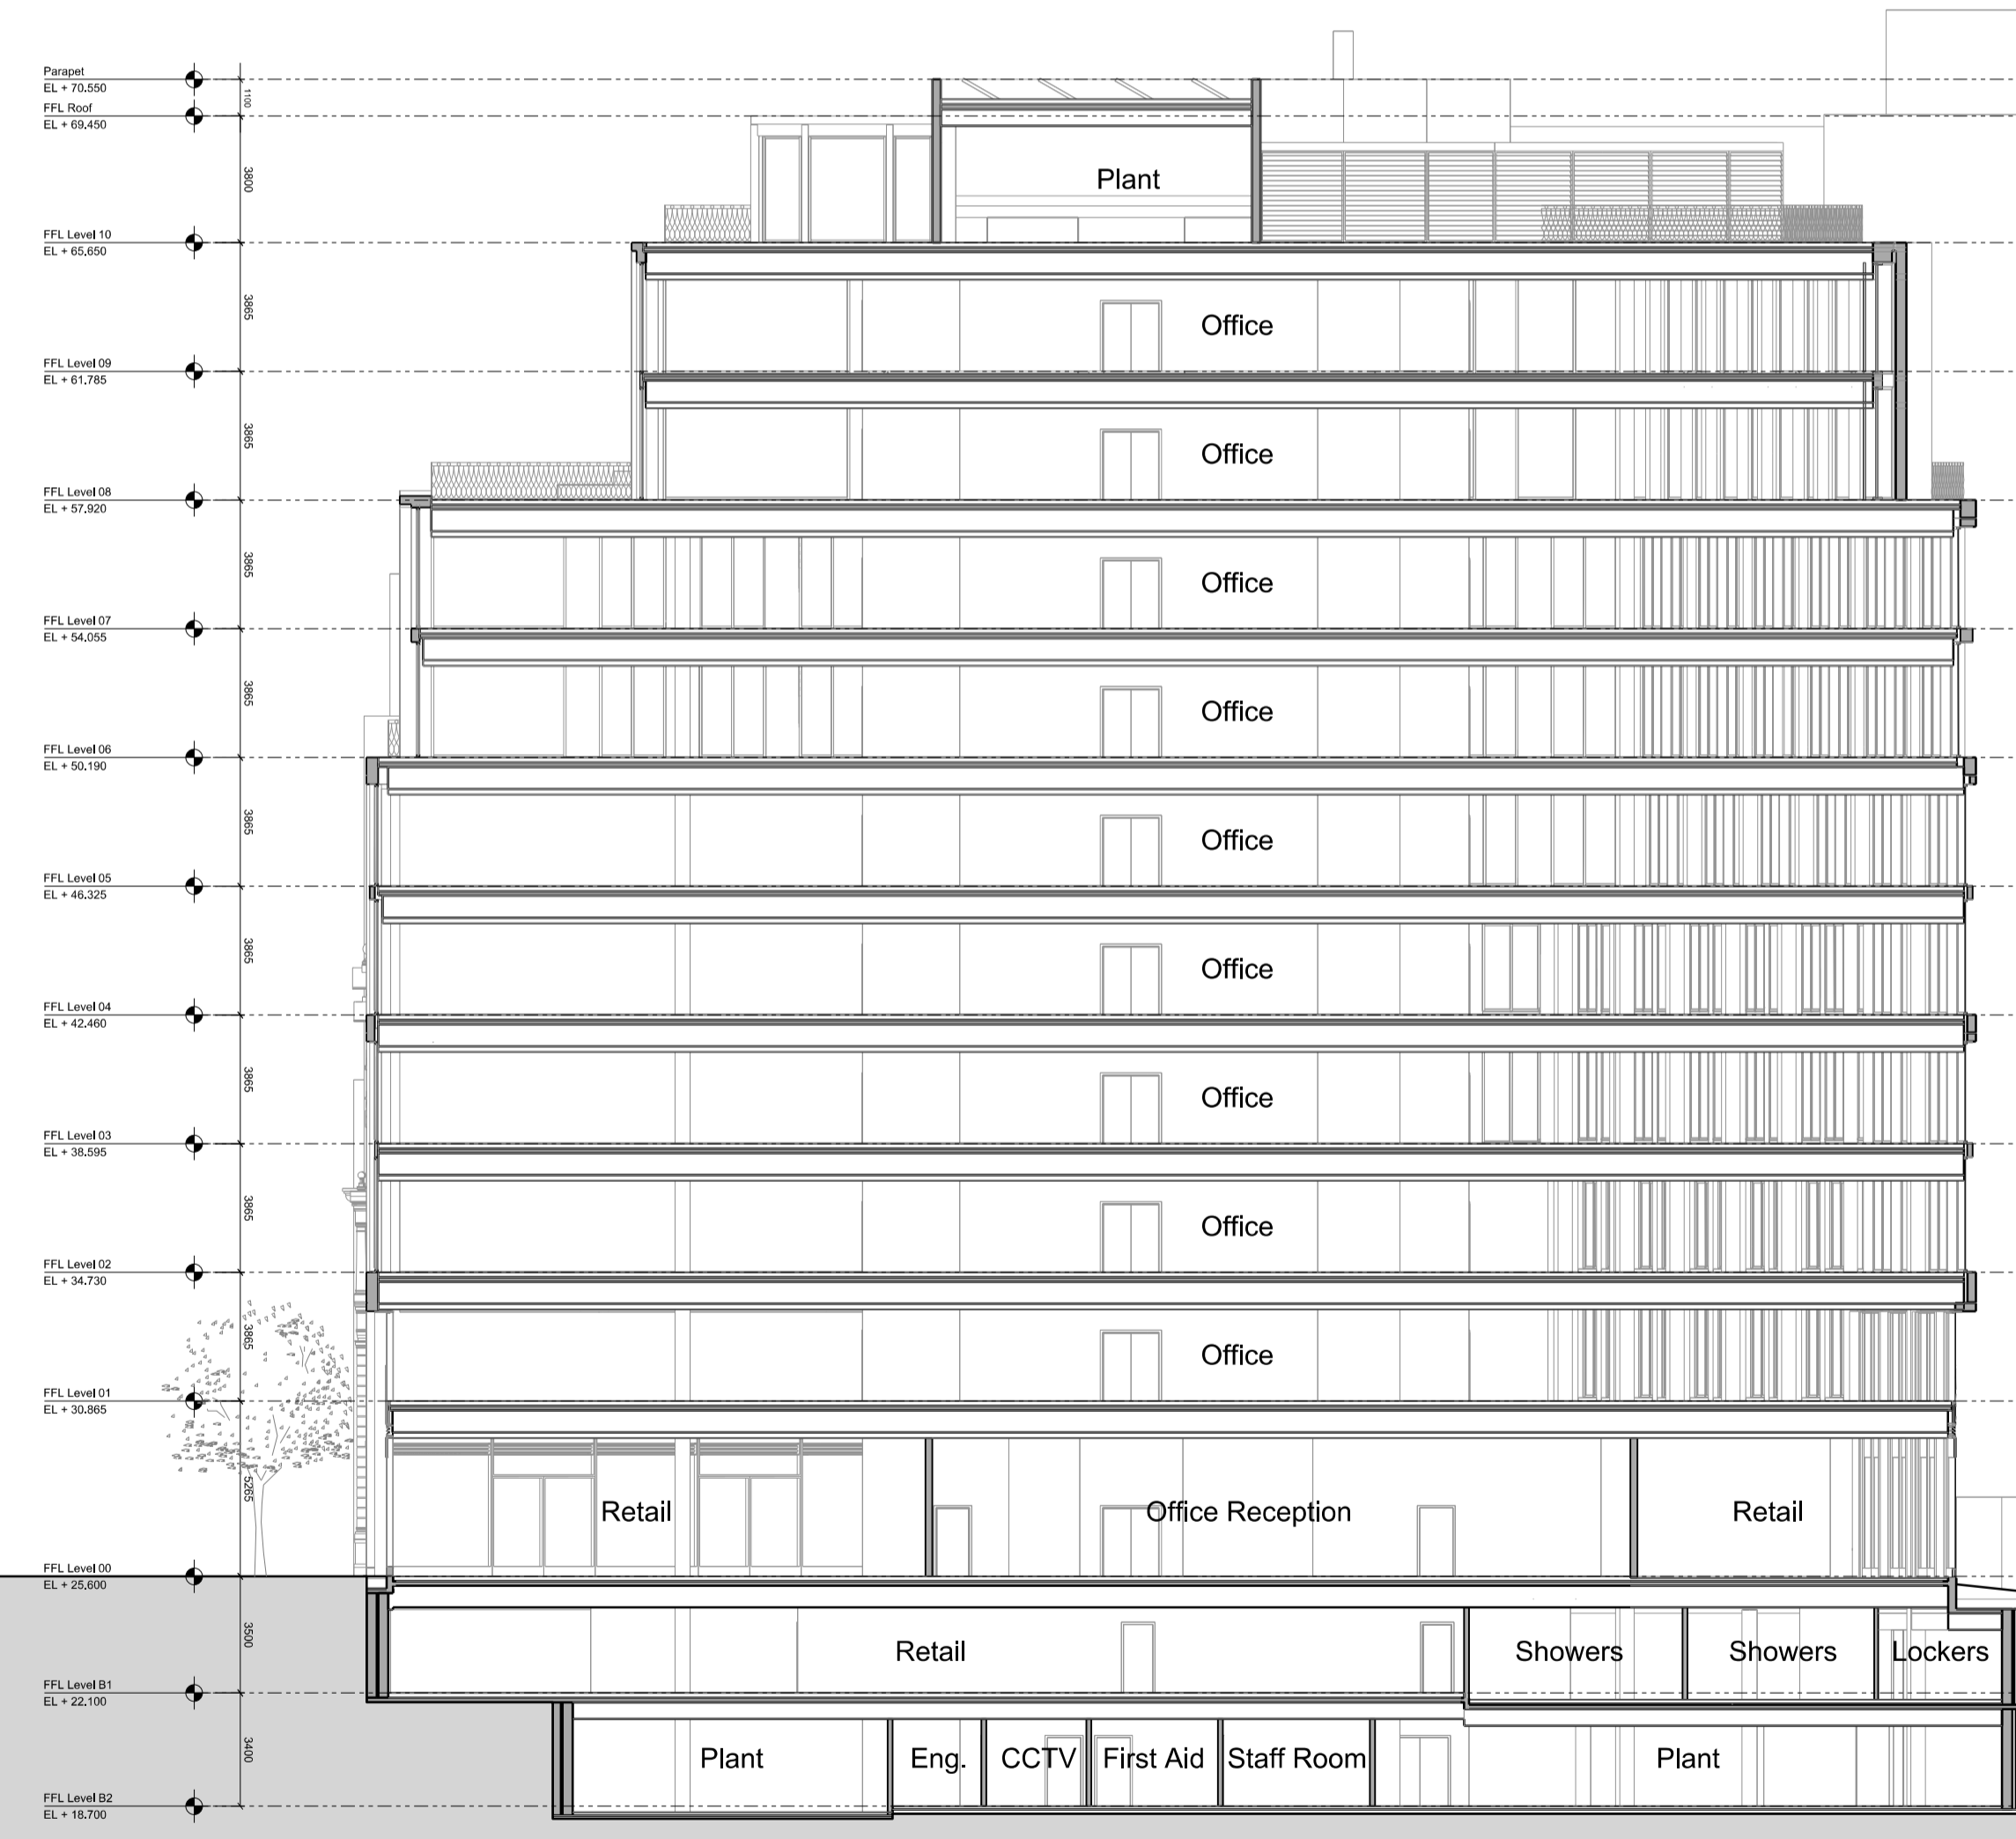 Parapet
EL + 70.550
1100
FFL Roof
EL + 69.450
3800
Plant
FFL Level 10
EL + 65.650
3865
Office
FFL Level 09
EL + 61.785
3865
Office
FFL Level 08
EL + 57.920
3865
Office
FFL Level 07
EL + 54.055
3865
Office
FFL Level 06
EL + 50.190
3865
Office
FFL Level 05
EL + 46.325
3865
Office
FFL Level 04
EL + 42.460
3865
Office
FFL Level 03
EL + 38.595
3865
Office
FFL Level 02
EL + 34.730
3865
Office
FFL Level 01
EL + 30.865
5265
Retail Office Reception Retail
FFL Level 00
EL + 25.600
3500
Retail Showers Showers Lockers
FFL Level B1
EL + 22.100
3400
Plant Eng. CCTV First Aid Staff Room Plant
FFL Level B2
EL + 18.700